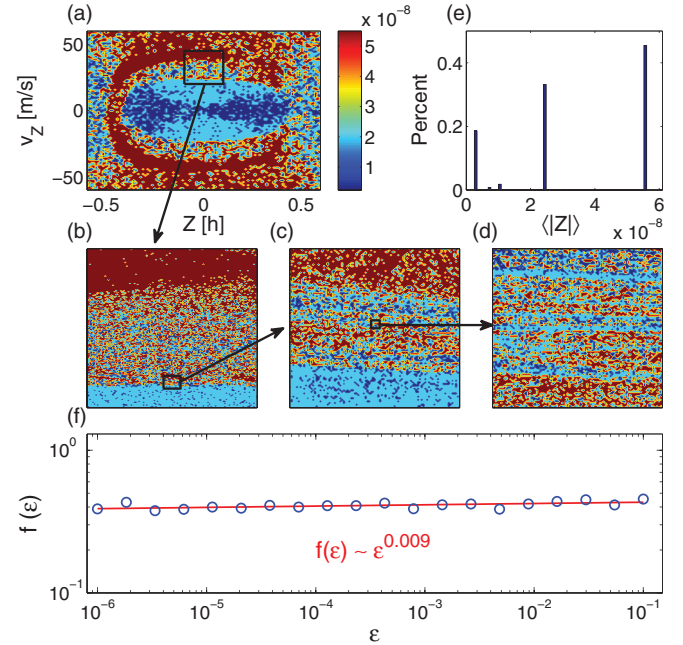 (a)
x 10⁻⁸
(e)
v_Z [m/s]
50
0
−50
−0.5
0
0.5
Z [h]
5
4
3
2
1
Percent
0.4
0.2
0
0
2
4
6
⟨|Z|⟩
x 10⁻⁸
(b)
(c)
(d)
(f)
f (ε)
10⁰
10⁻¹
f(ε) ~ ε^0.009
10⁻⁶
10⁻⁵
10⁻⁴
10⁻³
10⁻²
10⁻¹
ε